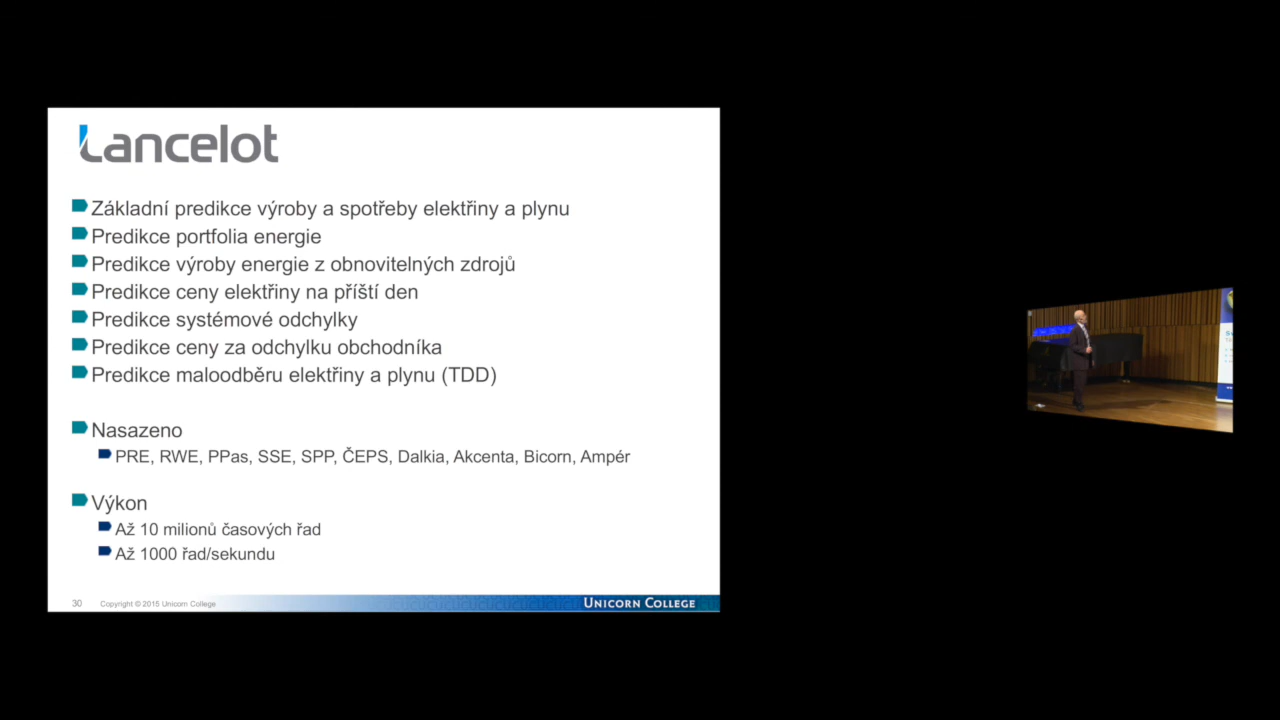 Lancelot
Základní predikce výroby a spotřeby elektřiny a plynu
Predikce portfolia energie
Predikce výroby energie z obnovitelných zdrojů
Predikce ceny elektřiny na příští den
Predikce systémové odchylky
Predikce ceny za odchylku obchodníka
Predikce maloodběru elektřiny a plynu (TDD)
Nasazeno
PRE, RWE, PPas, SSE, SPP, ČEPS, Dalkia, Akcenta, Bicorn, Ampér
Výkon
Až 10 milionů časových řad
Až 1000 řad/sekundu
30 Copyright © 2015 Unicorn College
UNICORN COLLEGE